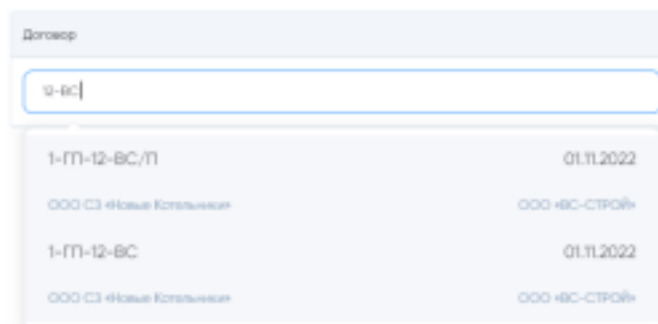 Договор
12-ВС
1-ГП-12-ВС/П 01.11.2022
ООО СЗ «Новые Котельники» ООО «ВС-СТРОЙ»
1-ГП-12-ВС 01.11.2022
ООО СЗ «Новые Котельники» ООО «ВС-СТРОЙ»